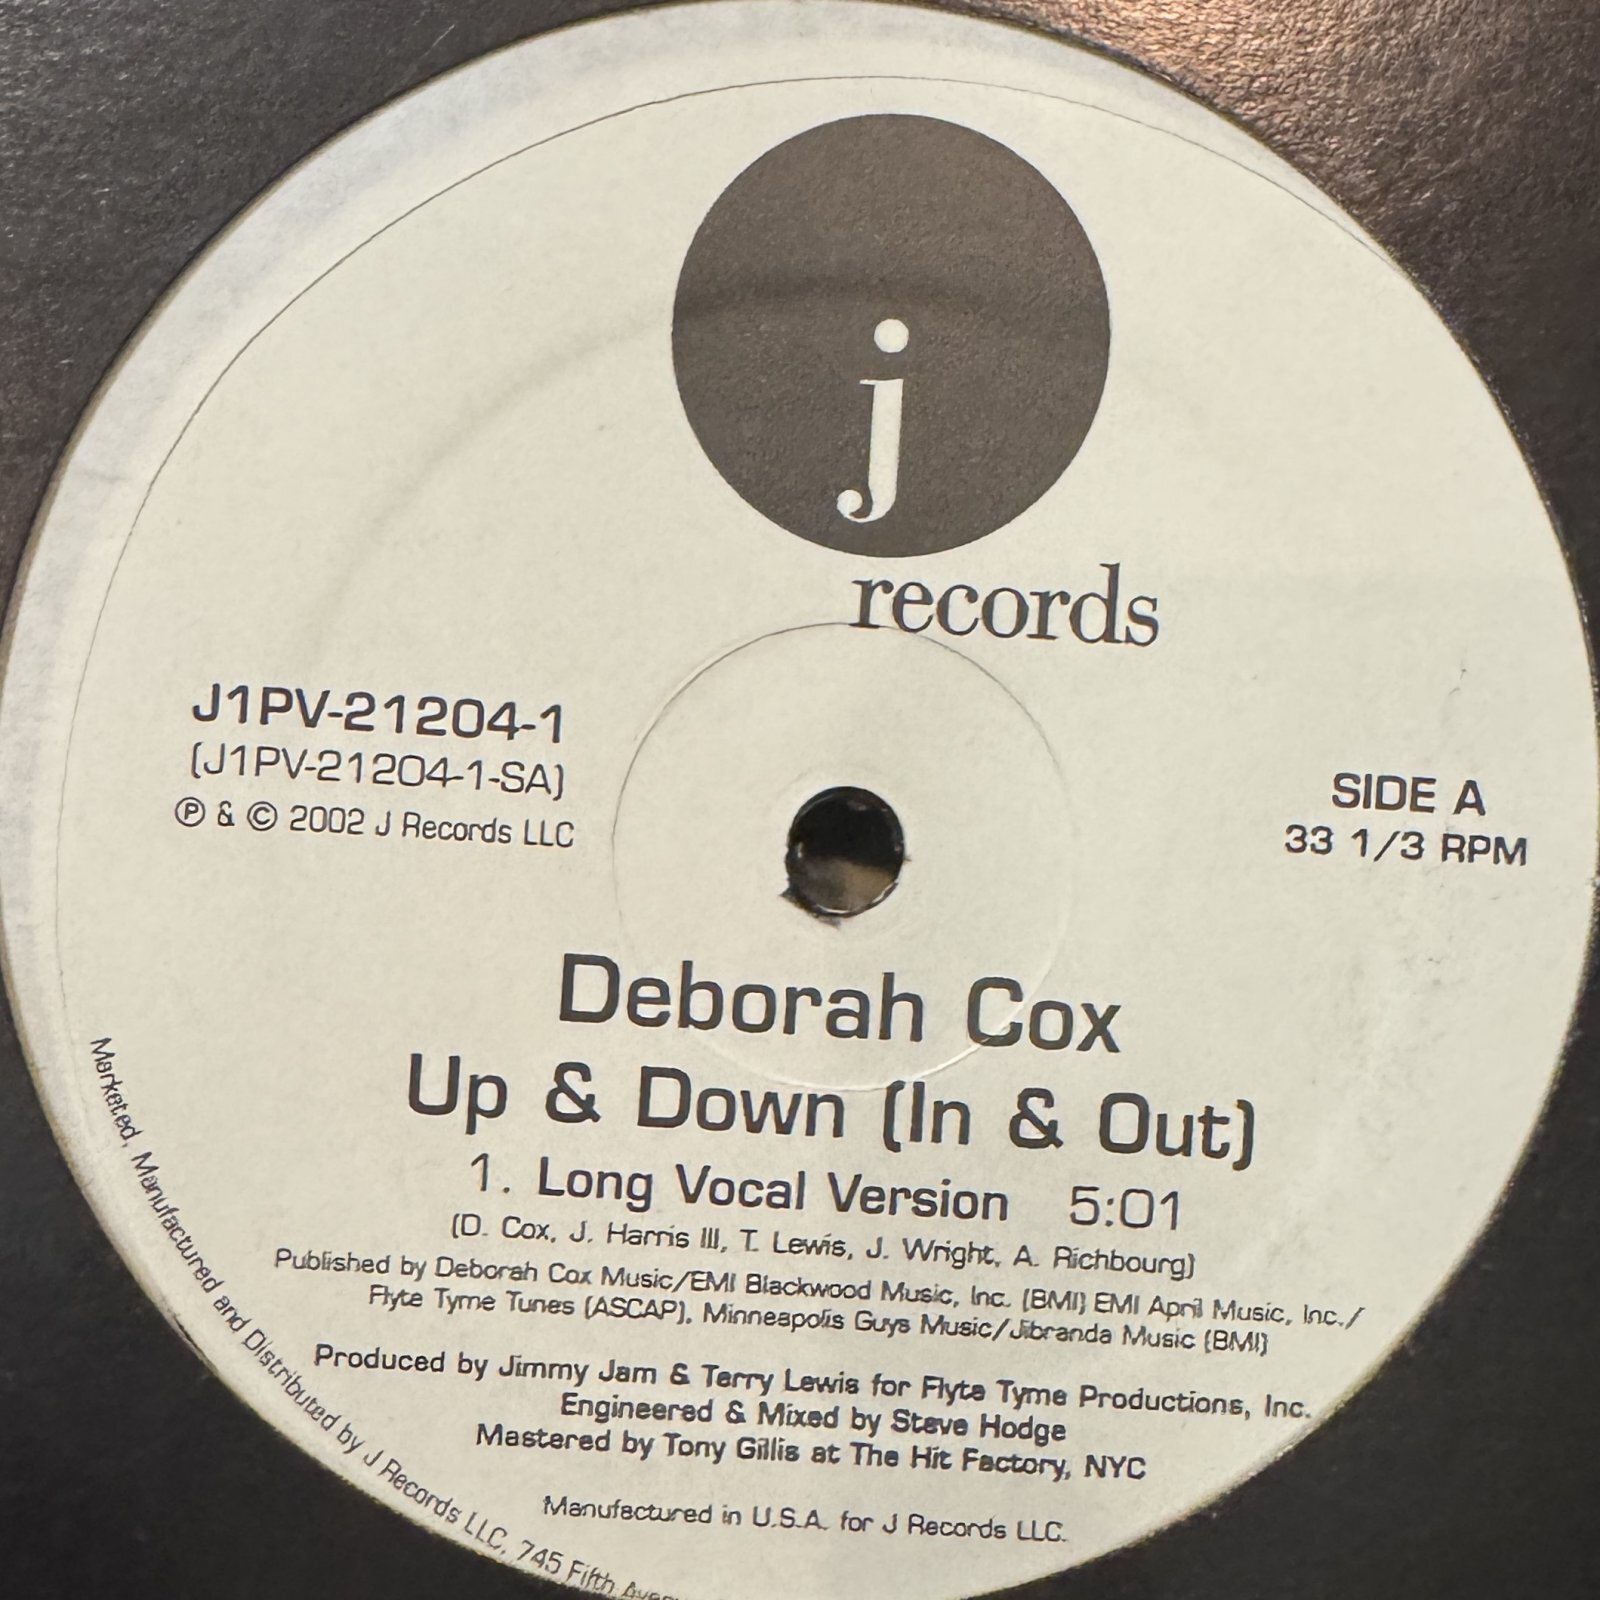 j
records
J1PV-21204-1
(J1PV-21204-1-SA)
℗ & © 2002 J Records LLC
SIDE A
33 1/3 RPM
Deborah Cox
Up & Down (In & Out)
1. Long Vocal Version 5:01
(D. Cox, J. Harris III, T. Lewis, J. Wright, A. Richbourg)
Published by Deborah Cox Music/EMI Blackwood Music, Inc. (BMI) EMI April Music, Inc./
Flyte Tyme Tunes (ASCAP), Minneapolis Guys Music/Jibranda Music (BMI)
Produced by Jimmy Jam & Terry Lewis for Flyte Tyme Productions, Inc.
Engineered & Mixed by Steve Hodge
Mastered by Tony Gillis at The Hit Factory, NYC
Manufactured in U.S.A. for J Records LLC.
Marketed, Manufactured and Distributed by J Records LLC, 745 Fifth